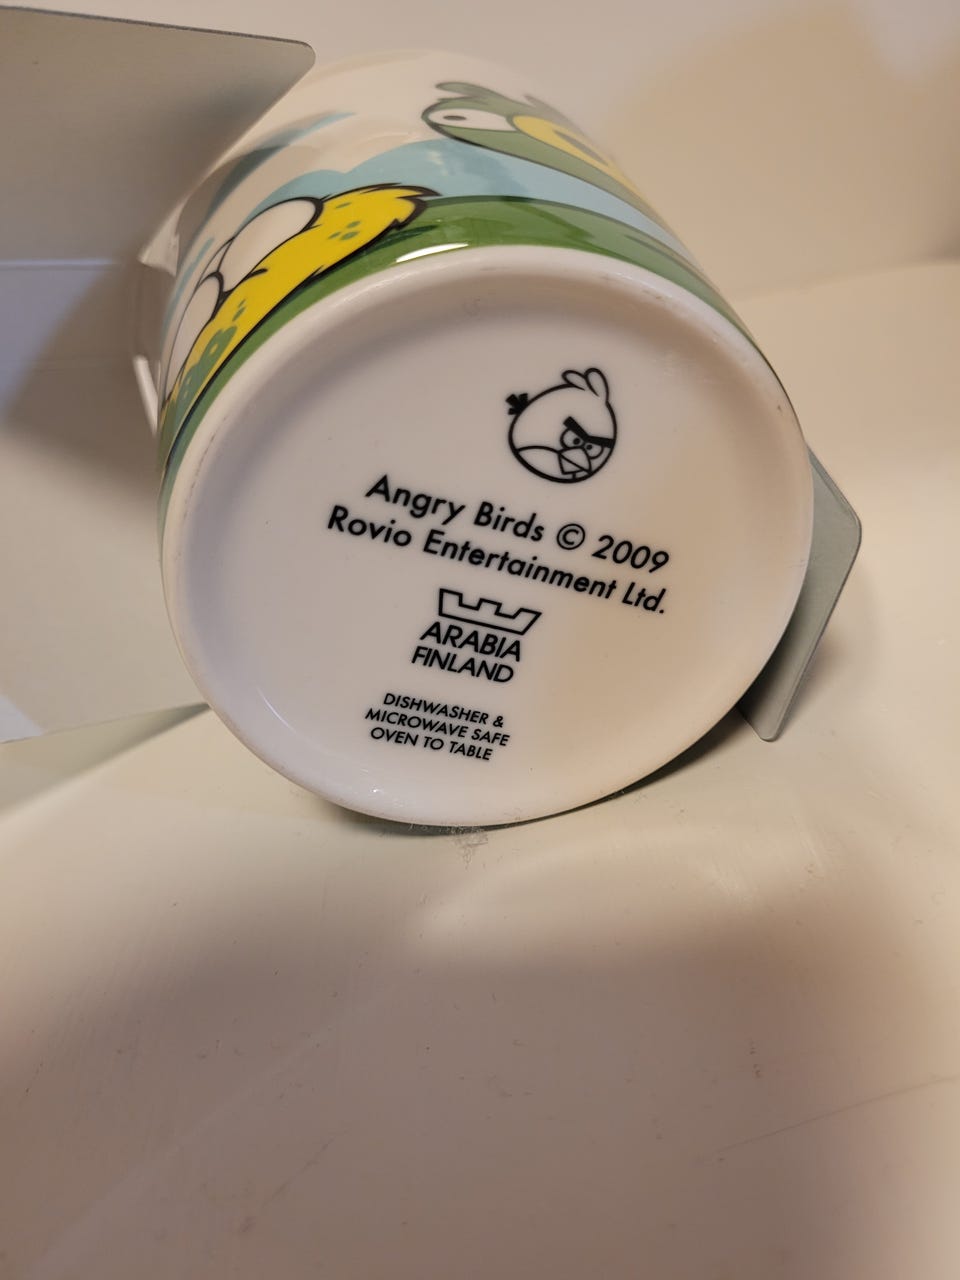 Angry Birds © 2009
Rovio Entertainment Ltd.
ARABIA
FINLAND
DISHWASHER &
MICROWAVE SAFE
OVEN TO TABLE